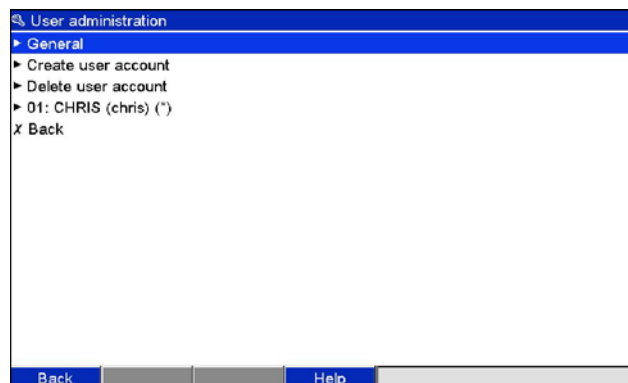 User administration
General
Create user account
Delete user account
01: CHRIS (chris) (*)
X Back
Back Help